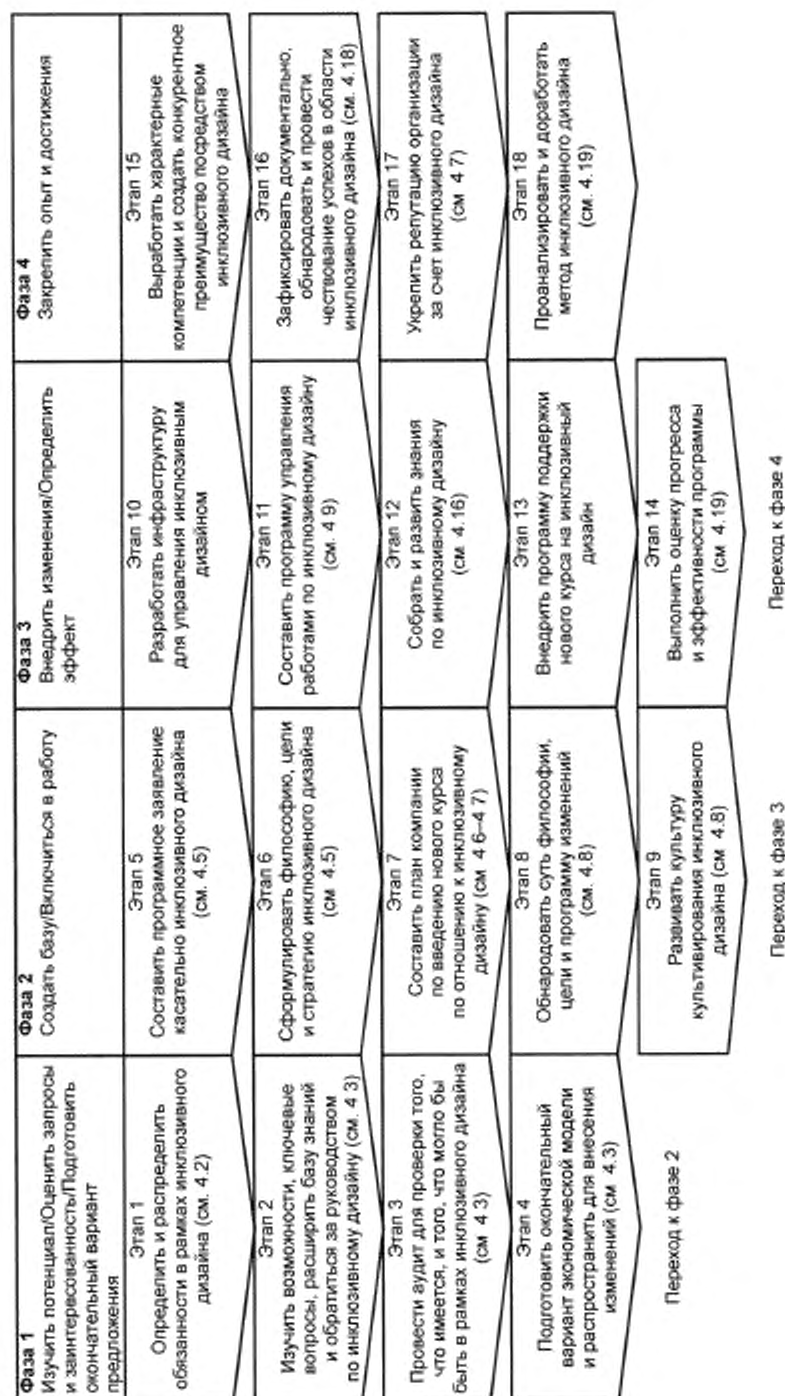 Фаза 1
Изучить потенциал/Оценить запросы
и заинтересованность/Подготовить
окончательный вариант
предложения
Этап 1
Определить и распределить
обязанности в рамках инклюзивного
дизайна (см. 4.2)
Этап 2
Изучить возможности, ключевые
вопросы, расширить базу знаний
и обратиться за руководством
по инклюзивному дизайну (см. 4 3)
Этап 3
Провести аудит для проверки того,
что имеется, и того, что могло бы
быть в рамках инклюзивного дизайна
(см 4 3)
Этап 4
Подготовить окончательный
вариант экономической модели
и распространить для внесения
изменений (см 4.3)
Переход к фазе 2
Фаза 2
Создать базу/Включиться в работу
Этап 5
Составить программное заявление
касательно инклюзивного дизайна
(см. 4.5)
Этап 6
Сформулировать философию, цели
и стратегию инклюзивного дизайна
(см 4.5)
Этап 7
Составить план компании
по введению нового курса
по отношению к инклюзивному
дизайну (см 4 6–4 7)
Этап 8
Обнародовать суть философии,
цели и программу изменений
(см. 4.8)
Этап 9
Развивать культуру
культивирования инклюзивного
дизайна (см 4.8)
Переход к фазе 3
Фаза 3
Внедрить изменения/Определить
эффект
Этап 10
Разработать инфраструктуру
для управления инклюзивным
дизайном
Этап 11
Составить программу управления
работами по инклюзивному дизайну
(см. 4 9)
Этап 12
Собрать и развить знания
по инклюзивному дизайну
(см. 4.16)
Этап 13
Внедрить программу поддержки
нового курса на инклюзивный
дизайн
Этап 14
Выполнить оценку прогресса
и эффективности программы
(см 4.19)
Переход к фазе 4
Фаза 4
Закрепить опыт и достижения
Этап 15
Выработать характерные
компетенции и создать конкурентное
преимущество посредством
инклюзивного дизайна
Этап 16
Зафиксировать документально,
обнародовать и провести
чествование успехов в области
инклюзивного дизайна (см. 4.18)
Этап 17
Укрепить репутацию организации
за счет инклюзивного дизайна
(см 4 7)
Этап 18
Проанализировать и доработать
метод инклюзивного дизайна
(см. 4.19)